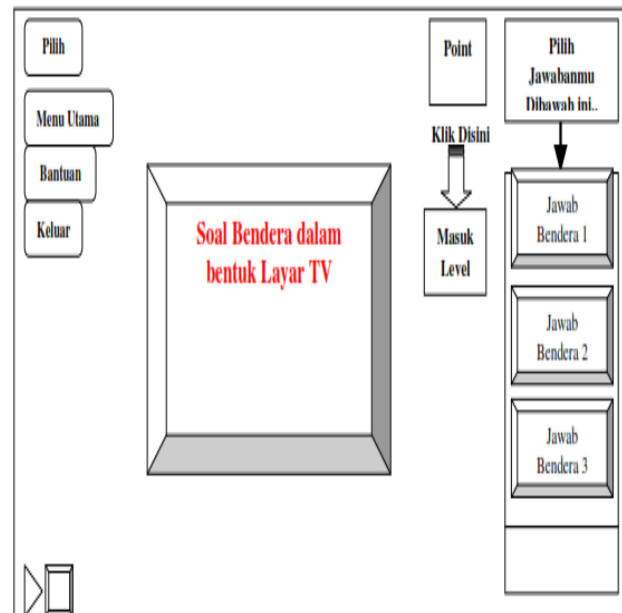 Pilih
Menu Utama
Bantuan
Keluar
Soal Bendera dalam
bentuk Layar TV
Point
Klik Disini
Masuk
Level
Pilih
Jawabanmu
Dibawah ini..
Jawab
Bendera 1
Jawab
Bendera 2
Jawab
Bendera 3